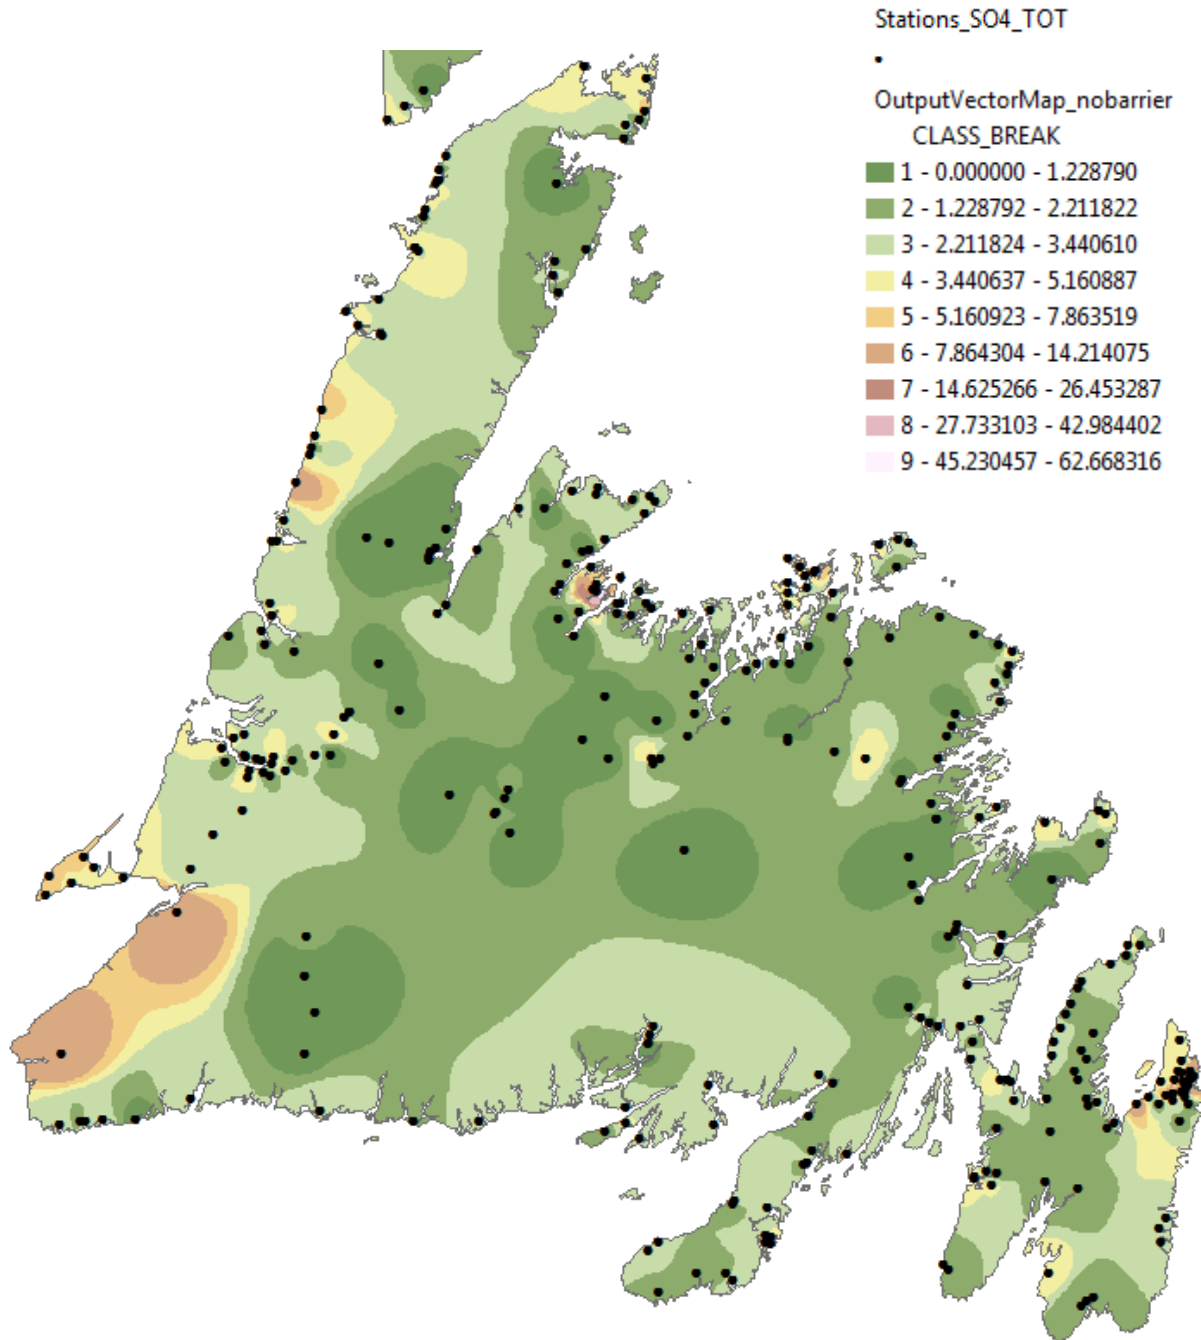 Stations_SO4_TOT
OutputVectorMap_nobarrier
CLASS_BREAK
1 - 0.000000 - 1.228790
2 - 1.228792 - 2.211822
3 - 2.211824 - 3.440610
4 - 3.440637 - 5.160887
5 - 5.160923 - 7.863519
6 - 7.864304 - 14.214075
7 - 14.625266 - 26.453287
8 - 27.733103 - 42.984402
9 - 45.230457 - 62.668316